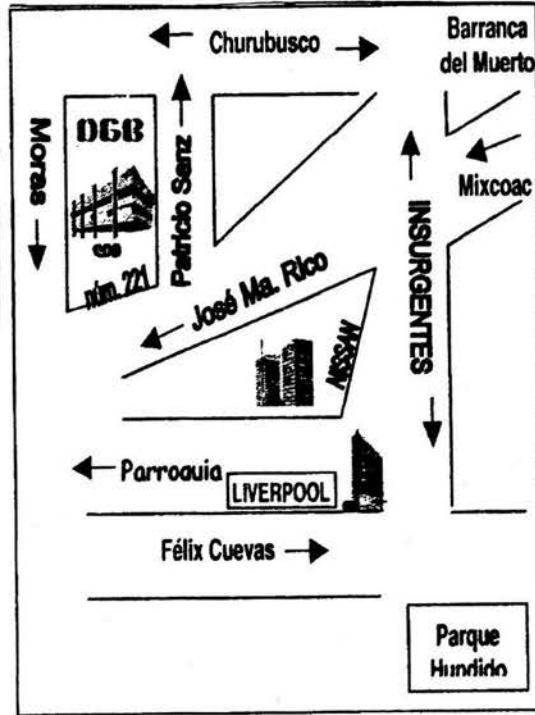 Churubusco
Barranca
del Muerto
Moras
DGB
núm. 221
Patricio Sanz
Mixcoac
INSURGENTES
José Ma. Rico
NISSAN
Parroquia
LIVERPOOL
Félix Cuevas
Parque
Hundido